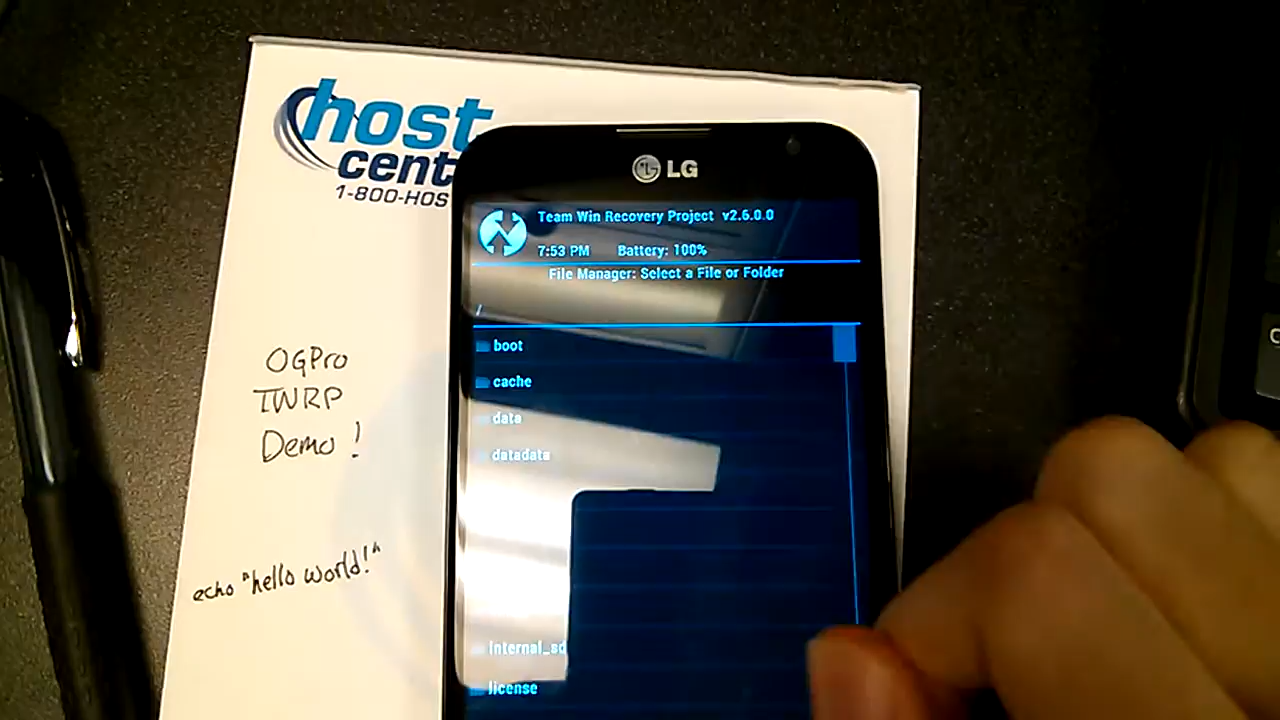 host
cent
1-800-HOS
LG
Team Win Recovery Project v2.6.0.0
7:53 PM Battery: 100%
File Manager: Select a File or Folder
/
boot
cache
data
datadata
internal_sd
license
OGPro
TWRP
Demo!
echo "hello world!"